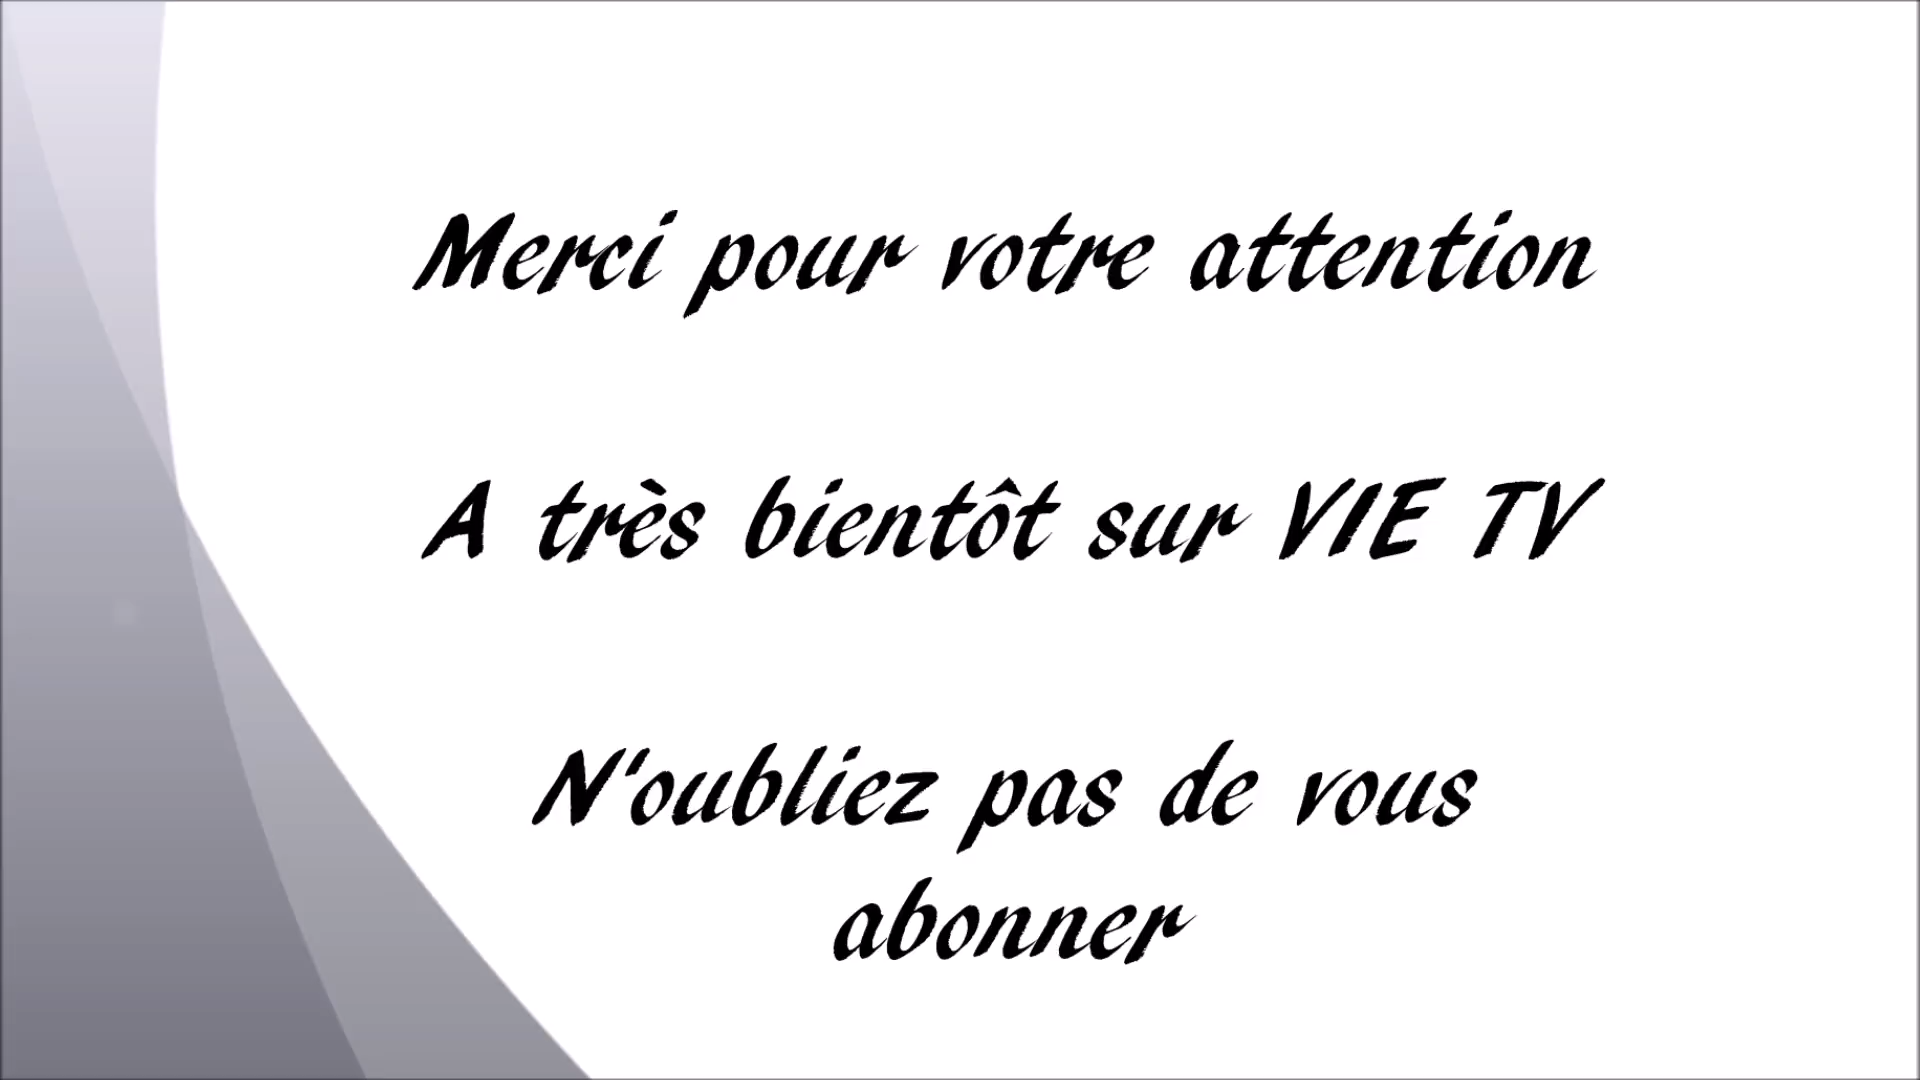 Merci pour votre attention
A très bientôt sur VIE TV
N'oubliez pas de vous
abonner